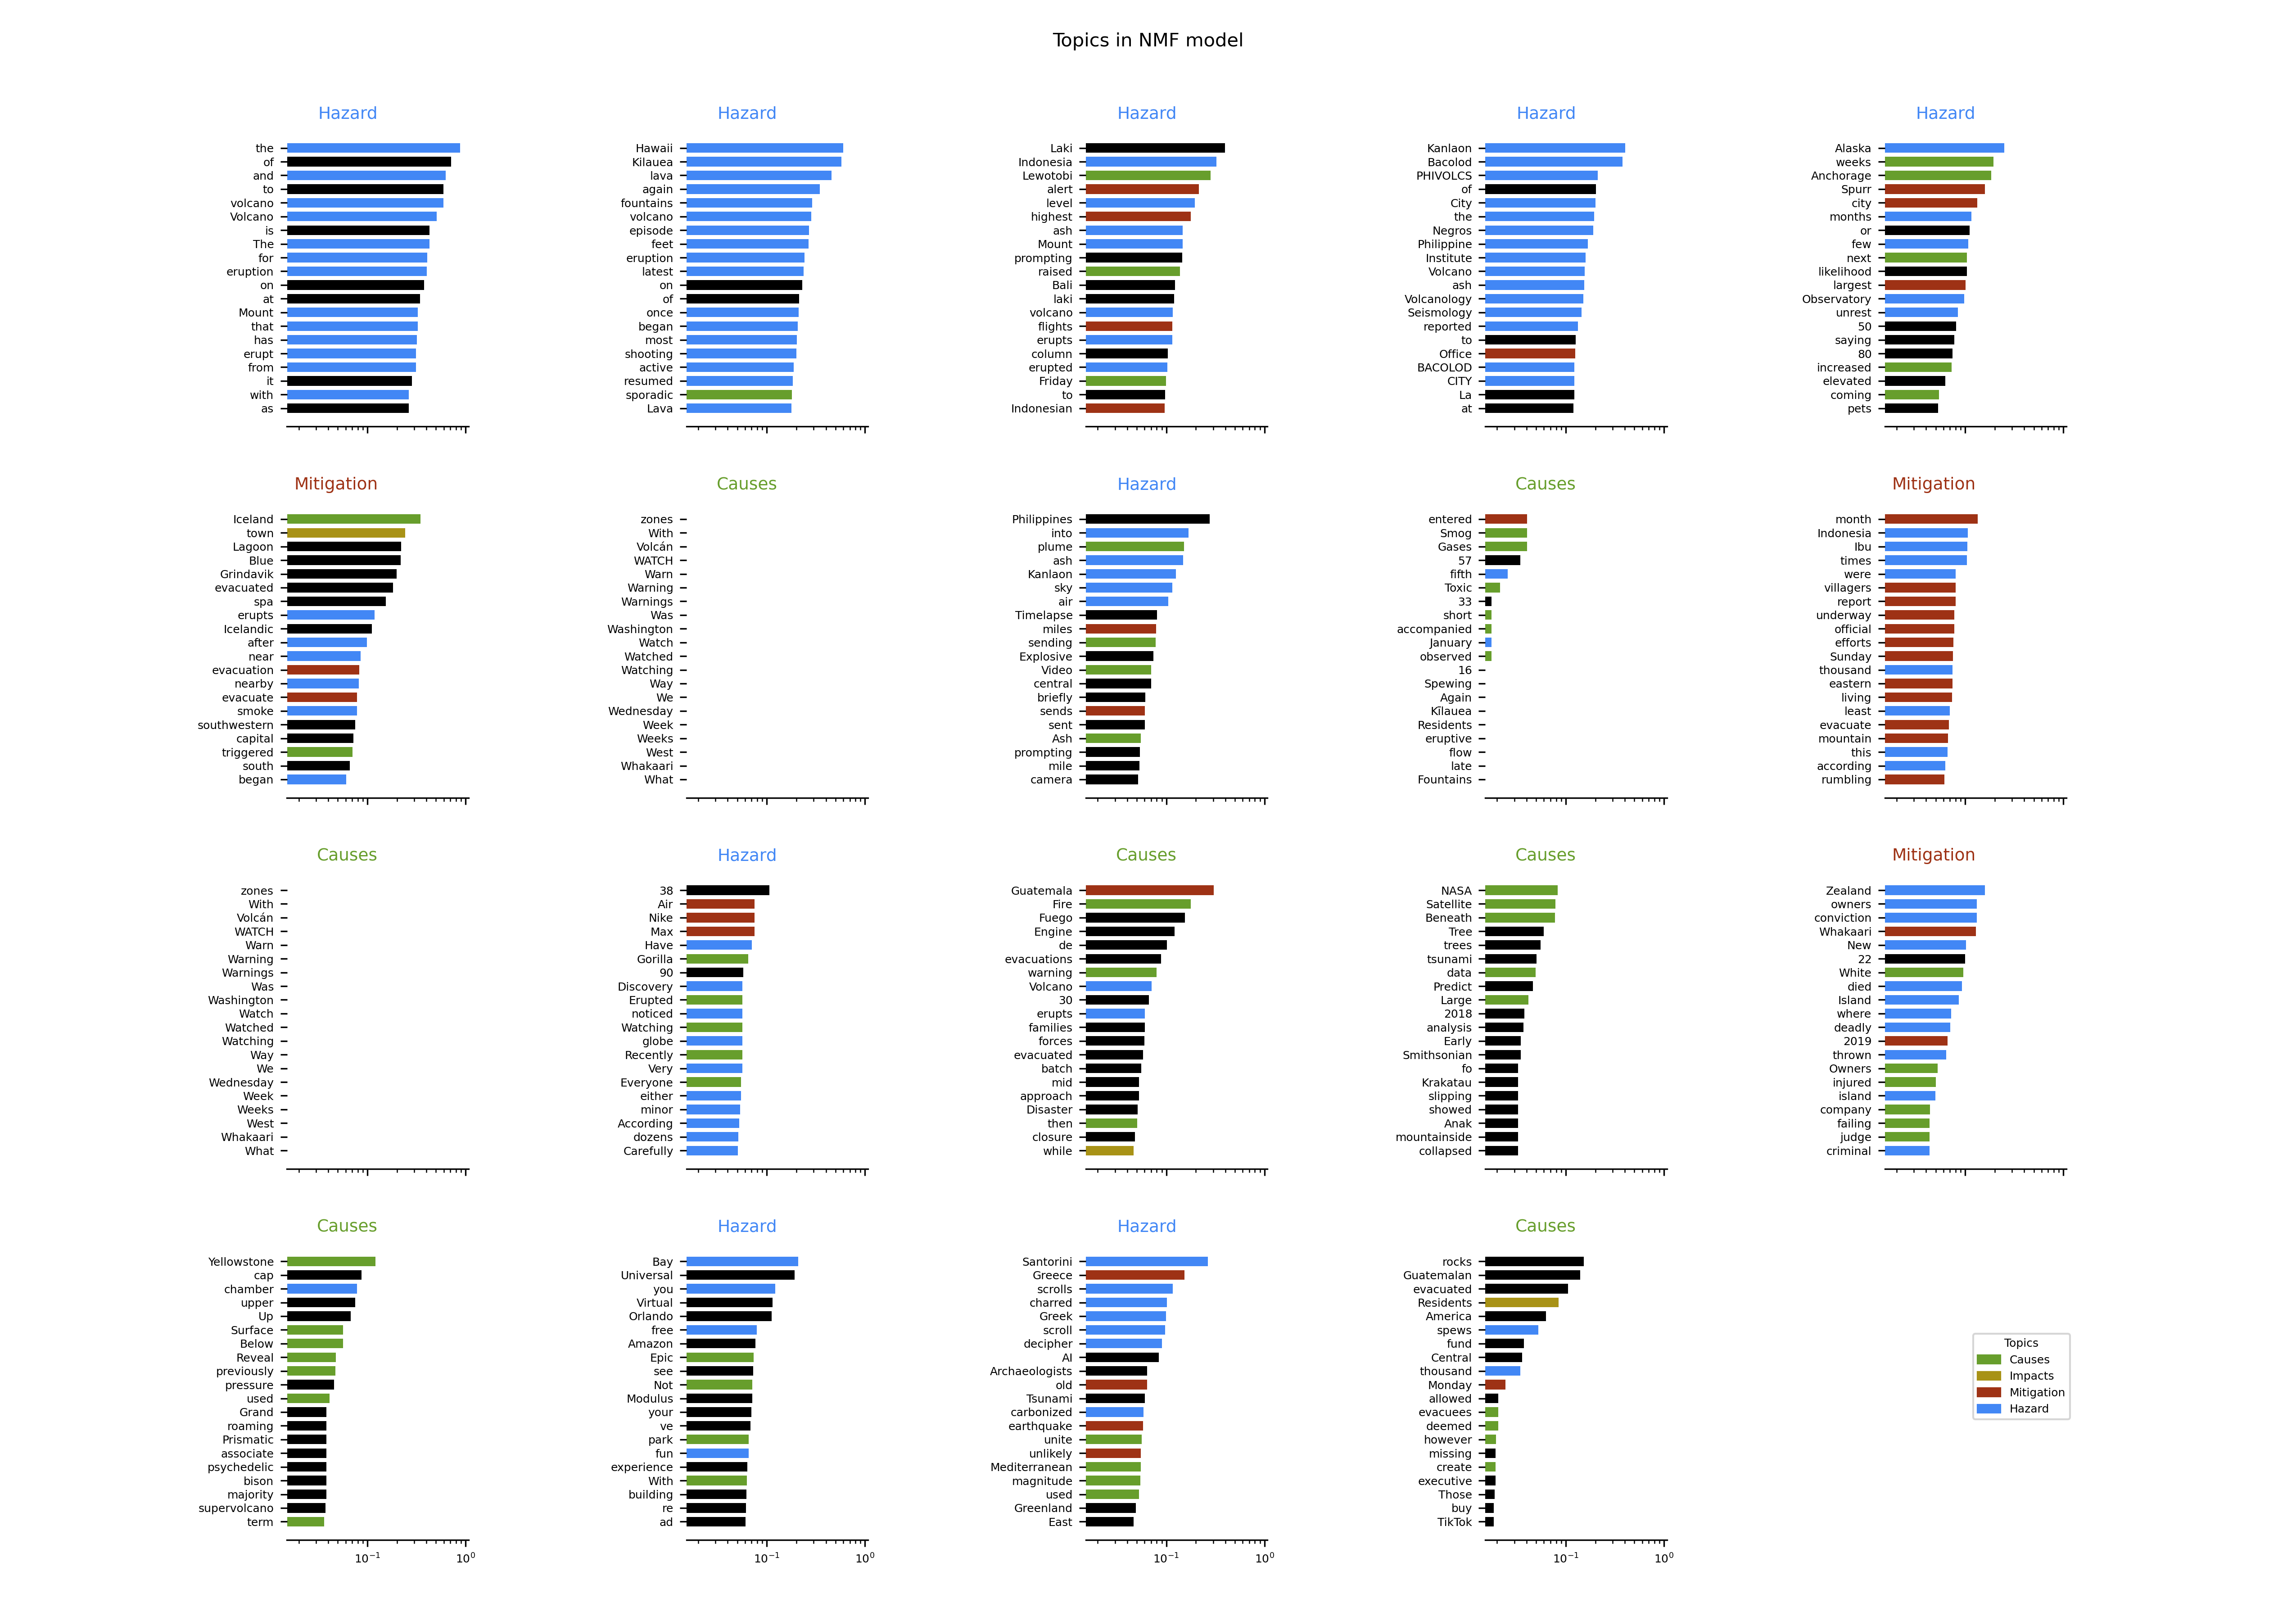 Topics in NMF model
Hazard
the
of
and
to
volcano
Volcano
is
The
for
eruption
on
at
Mount
that
has
erupt
from
it
with
as
Hazard
Hawaii
Kilauea
lava
again
fountains
volcano
episode
feet
eruption
latest
on
of
once
began
most
shooting
active
resumed
sporadic
Lava
Hazard
Laki
Indonesia
Lewotobi
alert
level
highest
ash
Mount
prompting
raised
Bali
laki
volcano
flights
erupts
column
erupted
Friday
to
Indonesian
Hazard
Kanlaon
Bacolod
PHIVOLCS
of
City
the
Negros
Philippine
Institute
Volcano
ash
Volcanology
Seismology
reported
to
Office
BACOLOD
CITY
La
at
Hazard
Alaska
weeks
Anchorage
Spurr
city
months
or
few
next
likelihood
largest
Observatory
unrest
50
saying
80
increased
elevated
coming
pets
Mitigation
Iceland
town
Lagoon
Blue
Grindavik
evacuated
spa
erupts
Icelandic
after
near
evacuation
nearby
evacuate
smoke
southwestern
capital
triggered
south
began
Causes
zones
With
Volcán
WATCH
Warn
Warning
Warnings
Was
Washington
Watch
Watched
Watching
Way
We
Wednesday
Week
Weeks
West
Whakaari
What
Hazard
Philippines
into
plume
ash
Kanlaon
sky
air
Timelapse
miles
sending
Explosive
Video
central
briefly
sends
sent
Ash
prompting
mile
camera
Causes
entered
Smog
Gases
57
fifth
Toxic
33
short
accompanied
January
observed
16
Spewing
Again
Kīlauea
Residents
eruptive
flow
late
Fountains
Mitigation
month
Indonesia
Ibu
times
were
villagers
report
underway
official
efforts
Sunday
thousand
eastern
living
least
evacuate
mountain
this
according
rumbling
Causes
zones
With
Volcán
WATCH
Warn
Warning
Warnings
Was
Washington
Watch
Watched
Watching
Way
We
Wednesday
Week
Weeks
West
Whakaari
What
Hazard
38
Air
Nike
Max
Have
Gorilla
90
Discovery
Erupted
noticed
Watching
globe
Recently
Very
Everyone
either
minor
According
dozens
Carefully
Causes
Guatemala
Fire
Fuego
Engine
de
evacuations
warning
Volcano
30
erupts
families
forces
evacuated
batch
mid
approach
Disaster
then
closure
while
Causes
NASA
Satellite
Beneath
Tree
trees
tsunami
data
Predict
Large
2018
analysis
Early
Smithsonian
fo
Krakatau
slipping
showed
Anak
mountainside
collapsed
Mitigation
Zealand
owners
conviction
Whakaari
New
22
White
died
Island
where
deadly
2019
thrown
Owners
injured
island
company
failing
judge
criminal
Causes
Yellowstone
cap
chamber
upper
Up
Surface
Below
Reveal
previously
pressure
used
Grand
roaming
Prismatic
associate
psychedelic
bison
majority
supervolcano
term
10⁻¹ 10⁰
Hazard
Bay
Universal
you
Virtual
Orlando
free
Amazon
Epic
see
Not
Modulus
your
ve
park
fun
experience
With
building
re
ad
10⁻¹ 10⁰
Hazard
Santorini
Greece
scrolls
charred
Greek
scroll
decipher
AI
Archaeologists
old
Tsunami
carbonized
earthquake
unite
unlikely
Mediterranean
magnitude
used
Greenland
East
10⁻¹ 10⁰
Causes
rocks
Guatemalan
evacuated
Residents
America
spews
fund
Central
thousand
Monday
allowed
evacuees
deemed
however
missing
create
executive
Those
buy
TikTok
10⁻¹ 10⁰
Topics
Causes
Impacts
Mitigation
Hazard